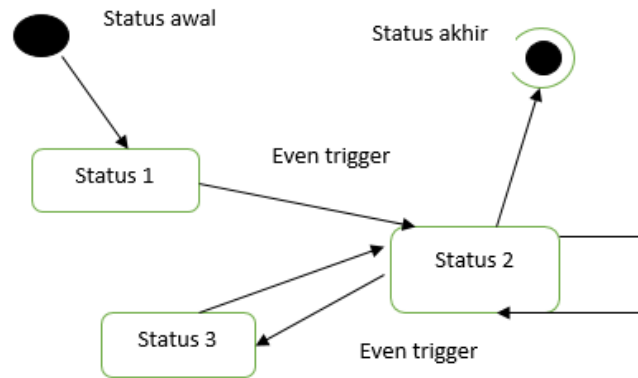 Status awal
Status akhir
Status 1
Even trigger
Status 2
Status 3
Even trigger